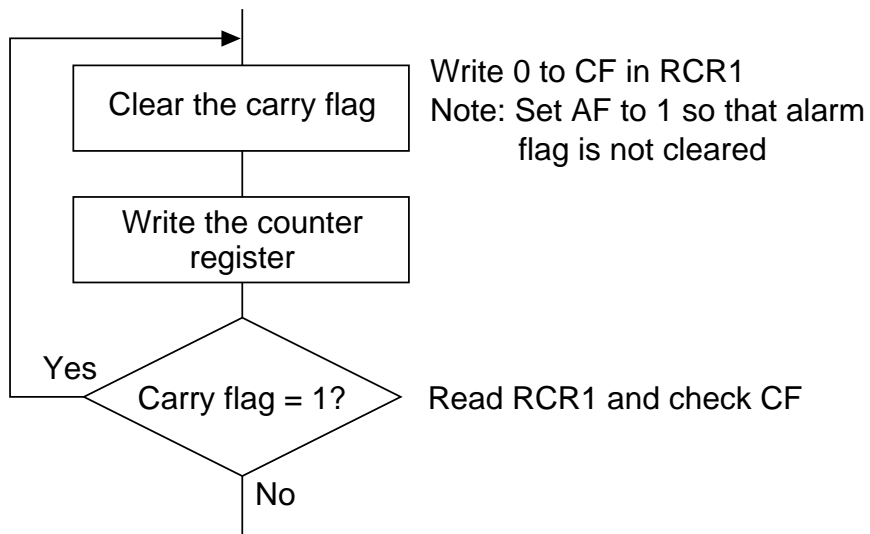 Clear the carry flag
Write 0 to CF in RCR1
Note: Set AF to 1 so that alarm
flag is not cleared
Write the counter
register
Yes
Carry flag = 1?
Read RCR1 and check CF
No